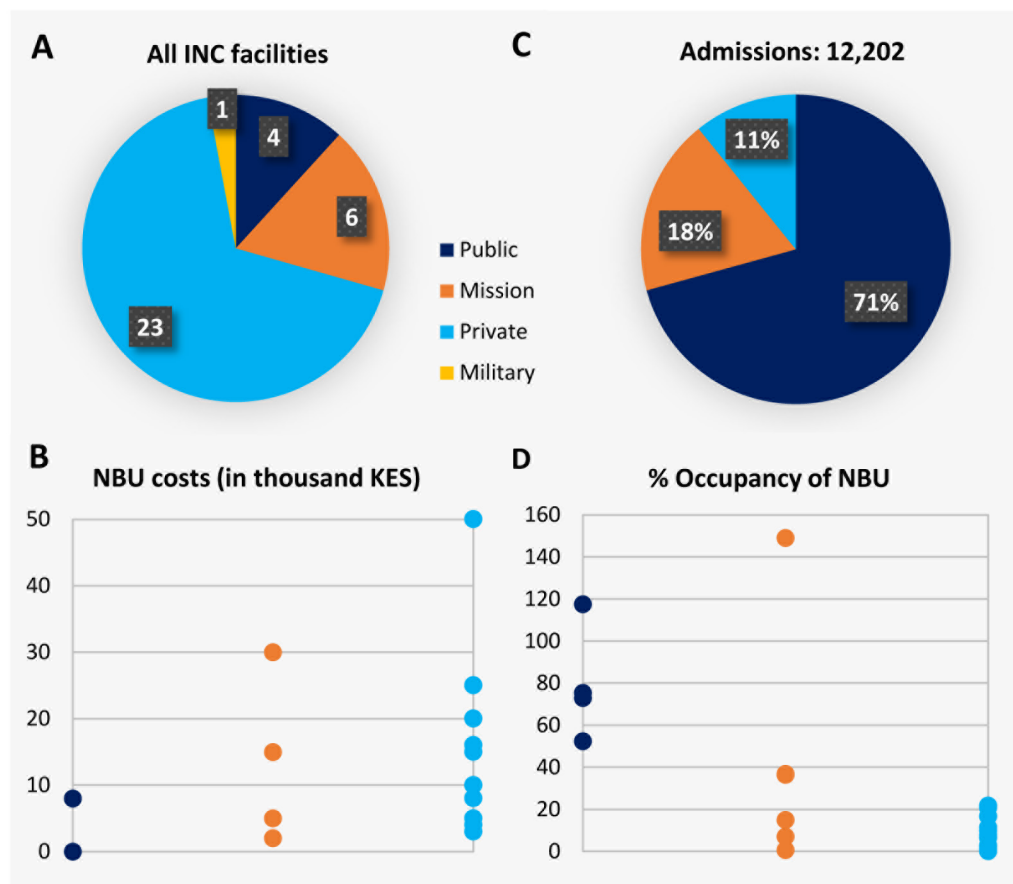 A
All INC facilities
1
4
6
23
Public
Mission
Private
Military
C
Admissions: 12,202
11%
18%
71%
B
NBU costs (in thousand KES)
50
40
30
20
10
0
D
% Occupancy of NBU
160
140
120
100
80
60
40
20
0